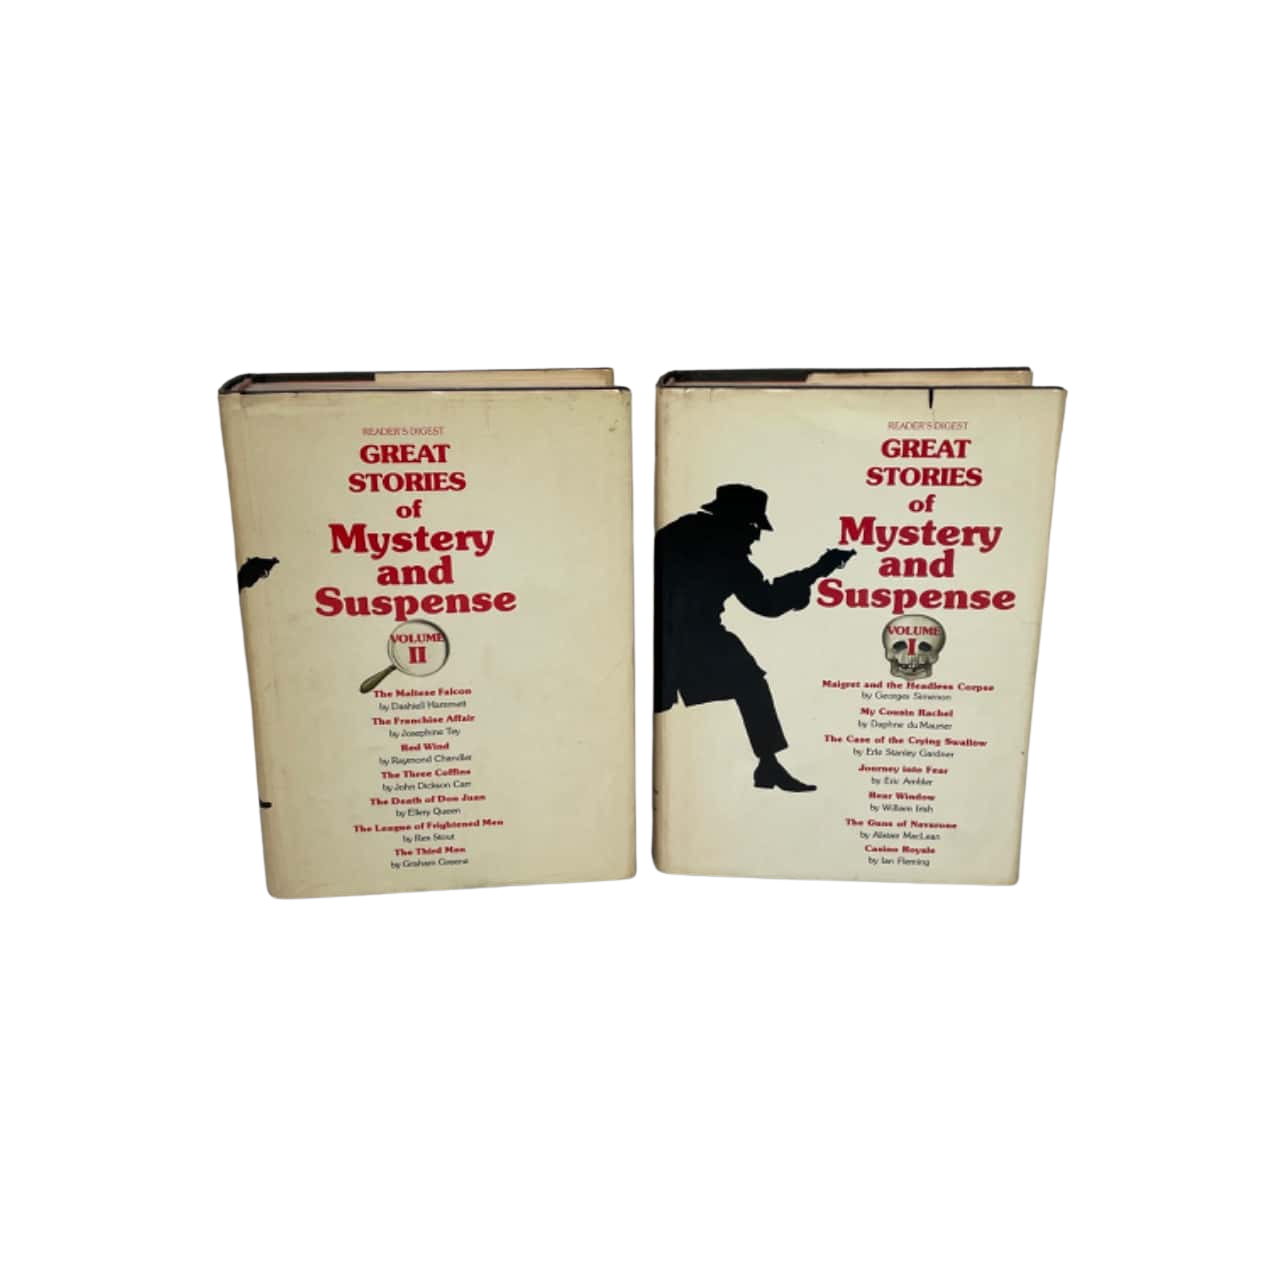 READER'S DIGEST
GREAT
STORIES
of
Mystery
and
Suspense
VOLUME
II
The Maltese Falcon
by Dashiell Hammett
The Franchise Affair
by Josephine Tey
Red Wind
by Raymond Chandler
The Three Coffins
by John Dickson Carr
The Death of Don Juan
by Ellery Queen
The League of Frightened Men
by Rex Stout
The Third Man
by Graham Greene
READER'S DIGEST
GREAT
STORIES
of
Mystery
and
Suspense
VOLUME
I
Maigret and the Headless Corpse
by Georges Simenon
My Cousin Rachel
by Daphne du Maurier
The Case of the Crying Swallow
by Erle Stanley Gardner
Journey into Fear
by Eric Ambler
Rear Window
by William Irish
The Guns of Navarone
by Alistair MacLean
Casino Royale
by Ian Fleming